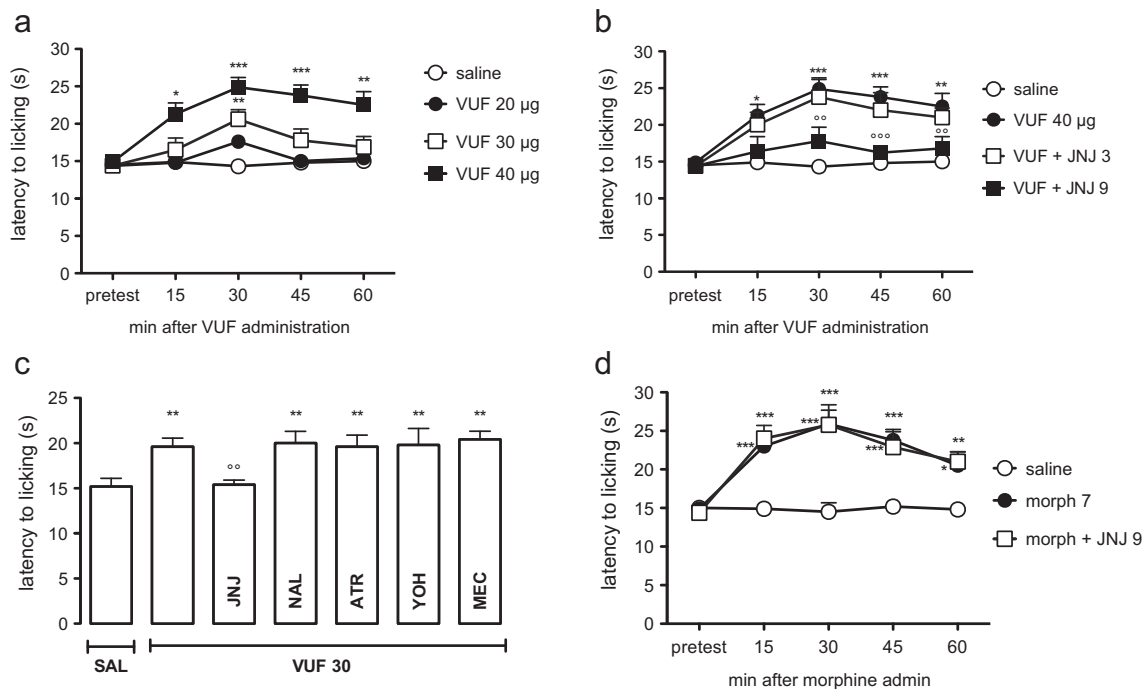 a
latency to licking (s)
30
25
20
15
10
5
0
*
***
**
***
**
pretest 15 30 45 60
min after VUF administration
saline
VUF 20 µg
VUF 30 µg
VUF 40 µg
b
latency to licking (s)
30
25
20
15
10
5
0
*
***
***
**
°°
°°°
°°
pretest 15 30 45 60
min after VUF administration
saline
VUF 40 µg
VUF + JNJ 3
VUF + JNJ 9
c
latency to licking (s)
25
20
15
10
5
0
** °° ** ** ** **
JNJ NAL ATR YOH MEC
SAL VUF 30
d
latency to licking (s)
30
25
20
15
10
5
0
*** *** *** **
*** *** *** *
pretest 15 30 45 60
min after morphine admin
saline
morph 7
morph + JNJ 9